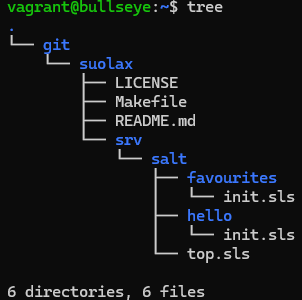 vagrant@bullseye:~$ tree
.
└── git
    └── suolax
        ├── LICENSE
        ├── Makefile
        ├── README.md
        └── srv
            └── salt
                ├── favourites
                │   └── init.sls
                ├── hello
                │   └── init.sls
                └── top.sls

6 directories, 6 files